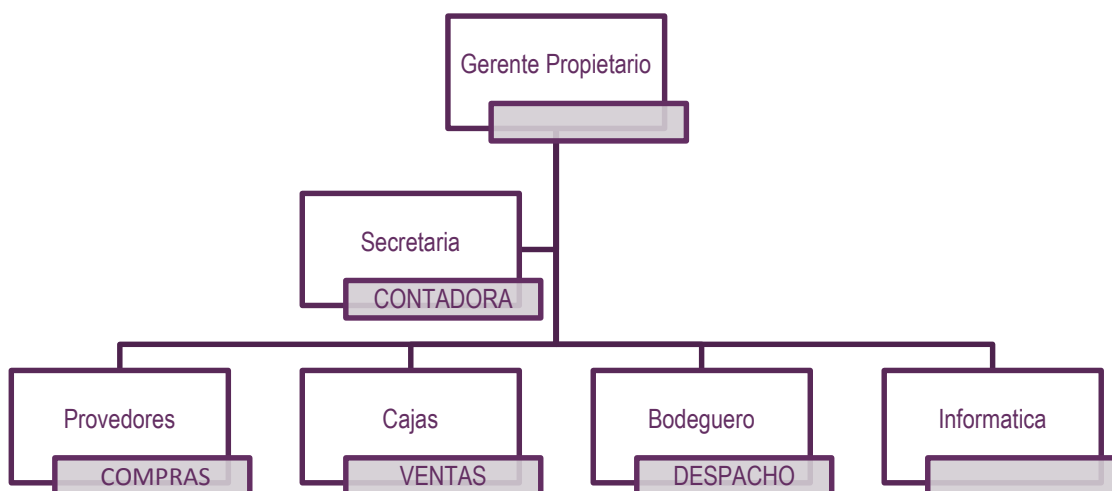 Gerente Propietario
Secretaria
CONTADORA
Provedores
COMPRAS
Cajas
VENTAS
Bodeguero
DESPACHO
Informatica